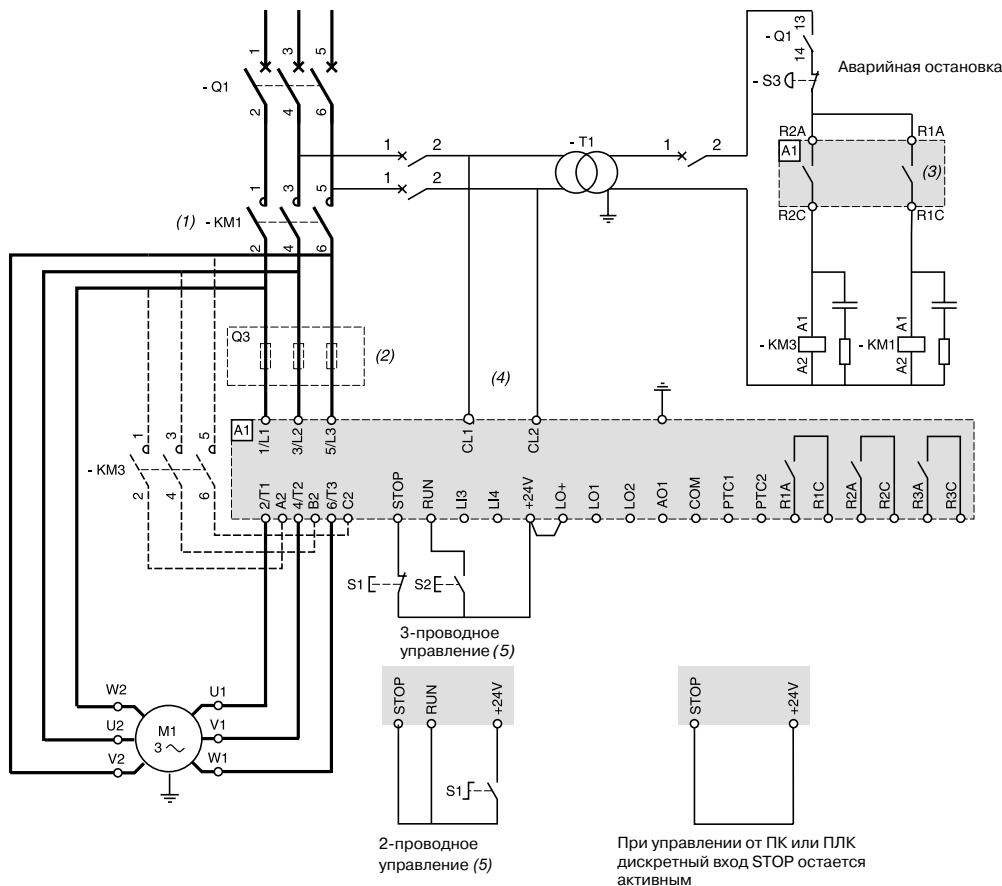 1 3 5
- Q1
2 4 6
13
- Q1
14
- S3
Аварийная остановка
1 2
- T1
1 2
1 2
R2A R1A
A1
(3)
R2C R1C
1 3 5
(1) - KM1
2 4 6
Q3
(2)
(4)
A1
- KM3
A2
A1
- KM1
A2
A1
1/L1 3/L2 5/L3 CL1 CL2
1 3 5
- KM3
2 4 6
2/T1 A2 4/T2 B2 6/T3 C2
STOP RUN LI3 LI4 +24V LO+ LO1 LO2 AO1 COM PTC1 PTC2 R1A R1C R2A R2C R3A R3C
S1 S2
3-проводное
управление (5)
W2 U1
U2 V1
V2 W1
M1
3
STOP RUN +24V
S1
2-проводное
управление (5)
STOP +24V
При управлении от ПК или ПЛК
дискретный вход STOP остается
активным